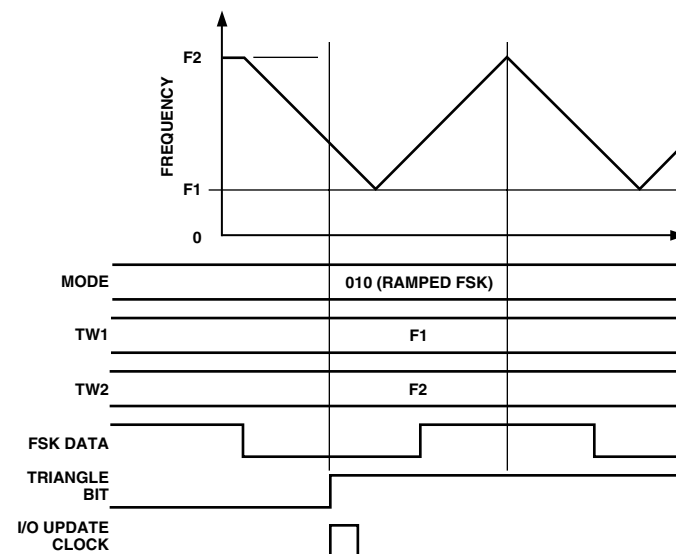 F2
FREQUENCY
F1
0
MODE
010 (RAMPED FSK)
TW1
F1
TW2
F2
FSK DATA
TRIANGLE
BIT
I/O UPDATE
CLOCK